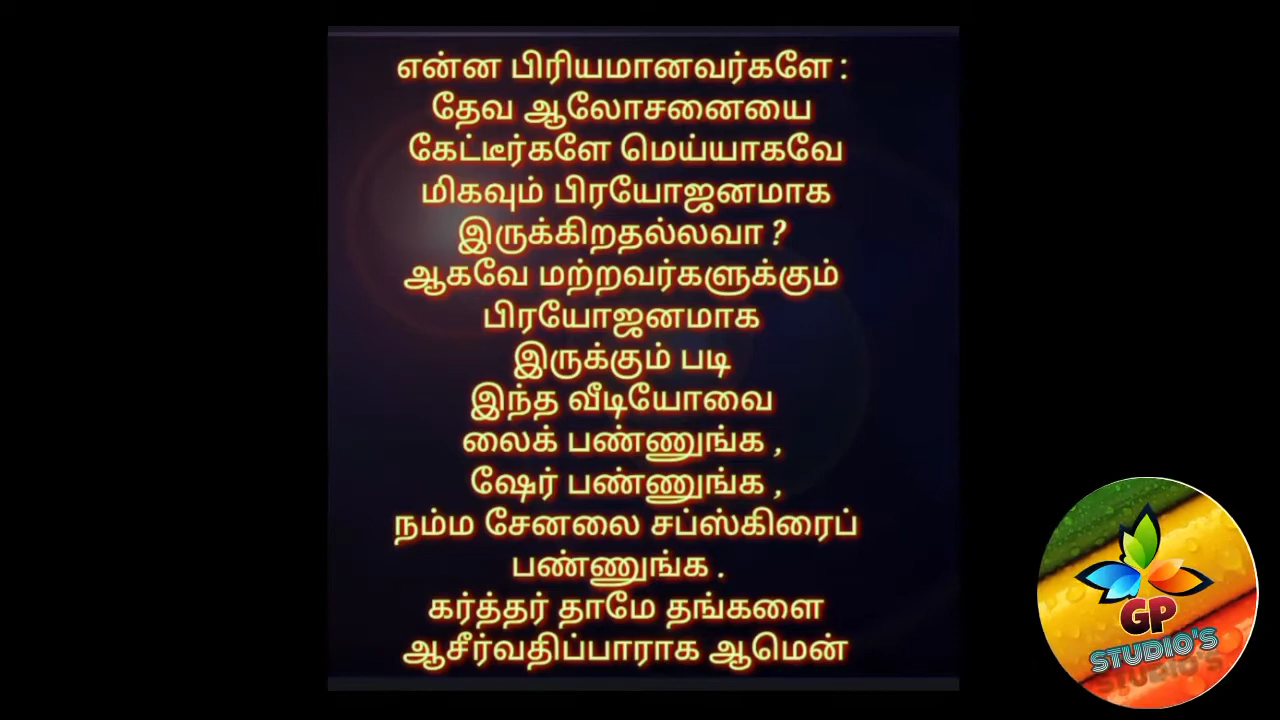 என்ன பிரியமானவர்களே :
தேவ ஆலோசனையை
கேட்டீர்களே மெய்யாகவே
மிகவும் பிரயோஜனமாக
இருக்கிறதல்லவா ?
ஆகவே மற்றவர்களுக்கும்
பிரயோஜனமாக
இருக்கும் படி
இந்த வீடியோவை
லைக் பண்ணுங்க ,
ஷேர் பண்ணுங்க ,
நம்ம சேனலை சப்ஸ்கிரைப்
பண்ணுங்க .
கர்த்தர் தாமே தங்களை
ஆசீர்வதிப்பாராக ஆமென்
GP
STUDIO'S